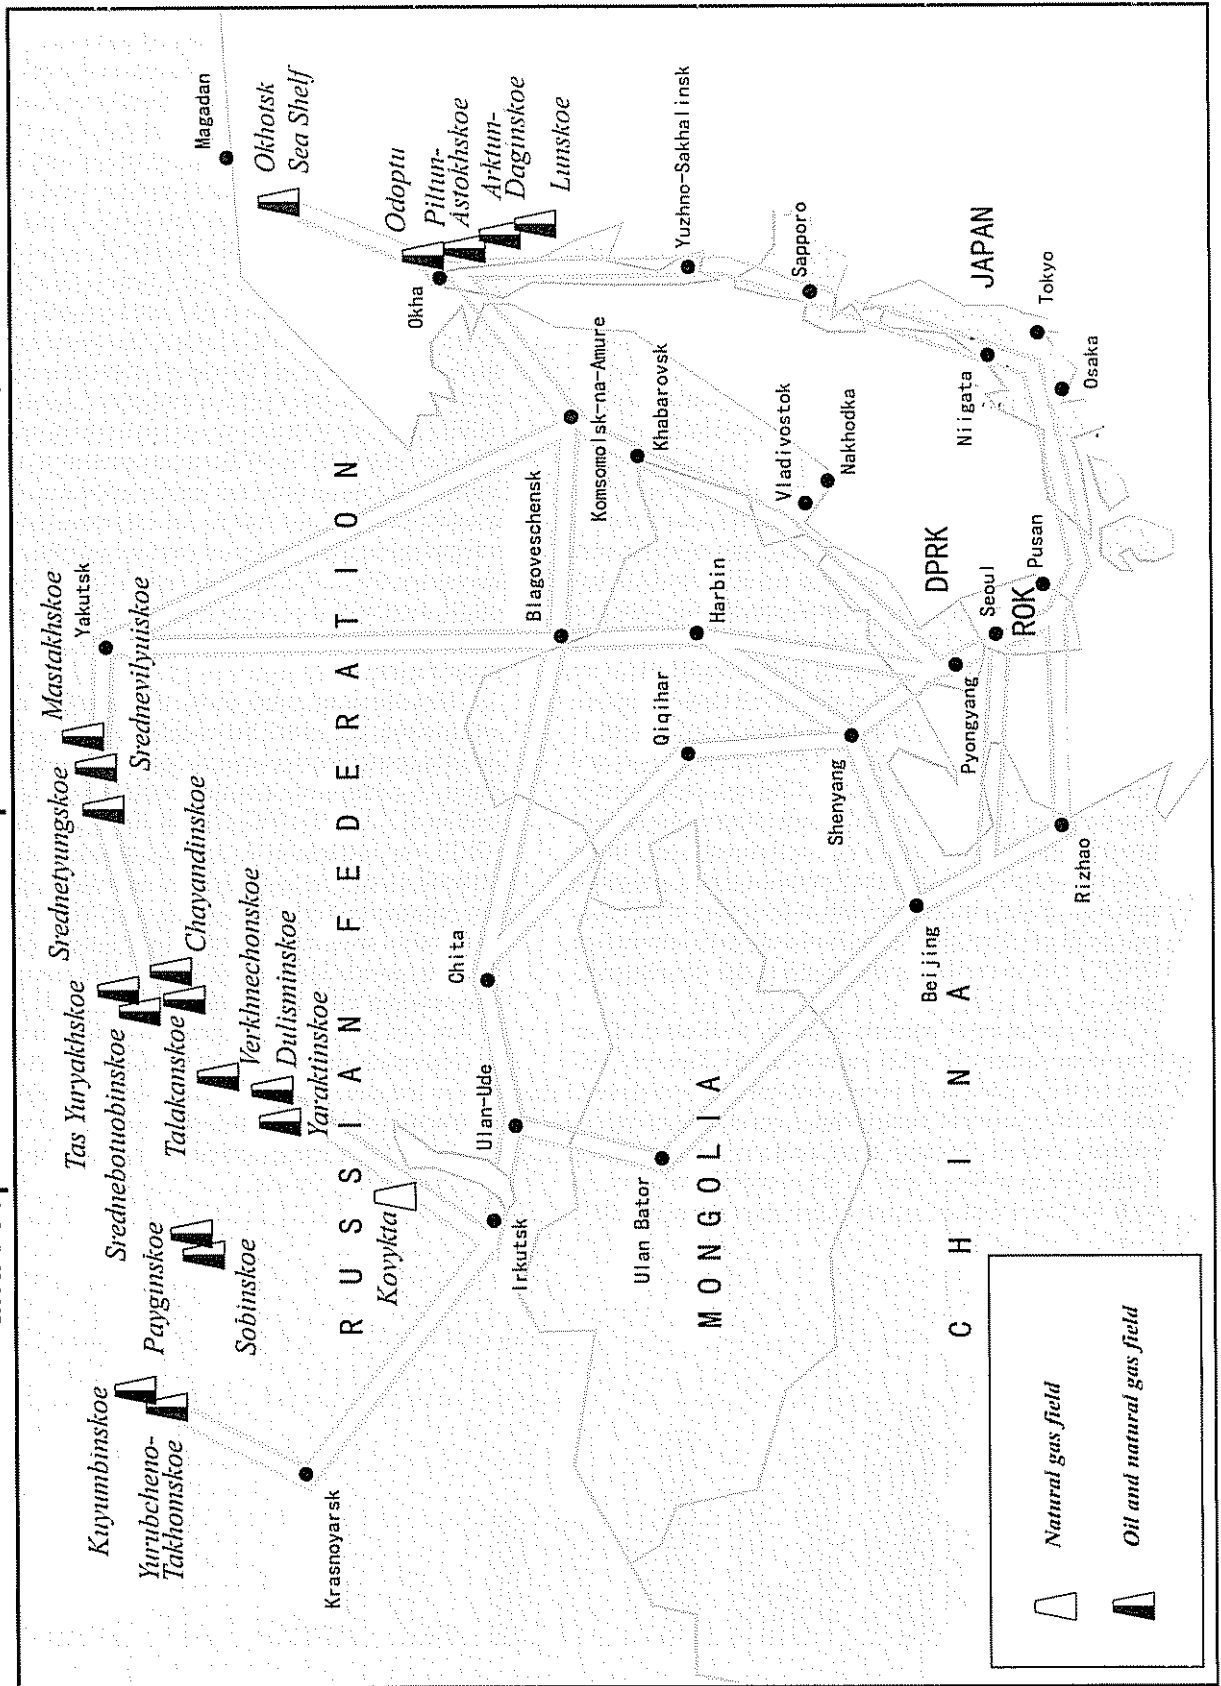 Magadan
Okhotsk
Sea Shelf
Odoptu
Piltun-
Astokhskoe
Arktun-
Daginskoe
Lunskoe
Okha
Yuzhno-Sakhalinsk
Sapporo
JAPAN
Tokyo
Osaka
Niigata
Komsomolsk-na-Amure
Khabarovsk
Vladivostok
Nakhodka
Mastakhskoe
Yakutsk
Srednevilyuiskoe
Srednetyungskoe
Blagoveschensk
Harbin
Qiqihar
DPRK
Seoul
ROK
Pusan
Pyongyang
Shenyang
Rizhao
Beijing
Tas Yuryakhskoe
Srednebotuobinskoe
Talakanskoe
Chayandinskoe
Verkhnechonskoe
Dulisminskoe
Yaraktinskoe
RUSSIAN FEDERATION
Chita
Ulan-Ude
Kovykta
Irkutsk
Ulan Bator
MONGOLIA
CHINA
Payginskoe
Sobinskoe
Kuyumbinskoe
Yurubcheno-
Takhomskoe
Krasnoyarsk
Natural gas field
Oil and natural gas field